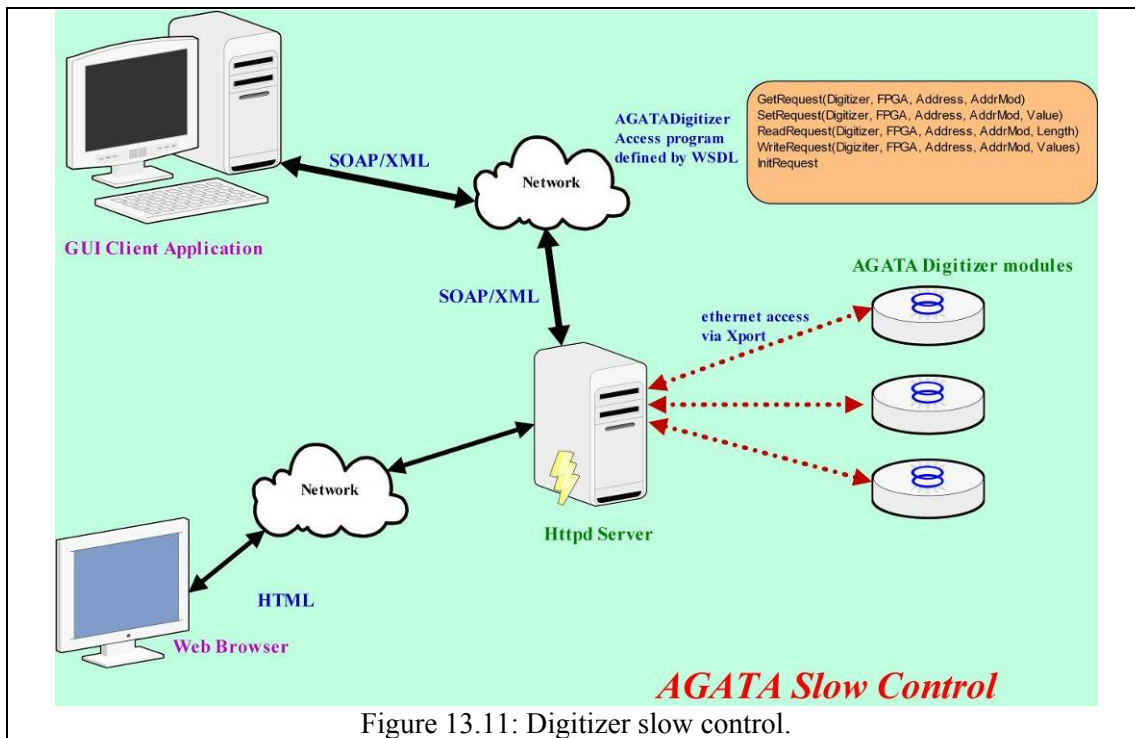 GetRequest(Digitizer, FPGA, Address, AddrMod)
SetRequest(Digitizer, FPGA, Address, AddrMod, Value)
ReadRequest(Digitizer, FPGA, Address, AddrMod, Length)
WriteRequest(Digiziter, FPGA, Address, AddrMod, Values)
InitRequest
AGATADigitizer
Access program
defined by WSDL
SOAP/XML
Network
GUI Client Application
AGATA Digitizer modules
SOAP/XML
ethernet access
via Xport
Network
Httpd Server
HTML
Web Browser
AGATA Slow Control
Figure 13.11: Digitizer slow control.